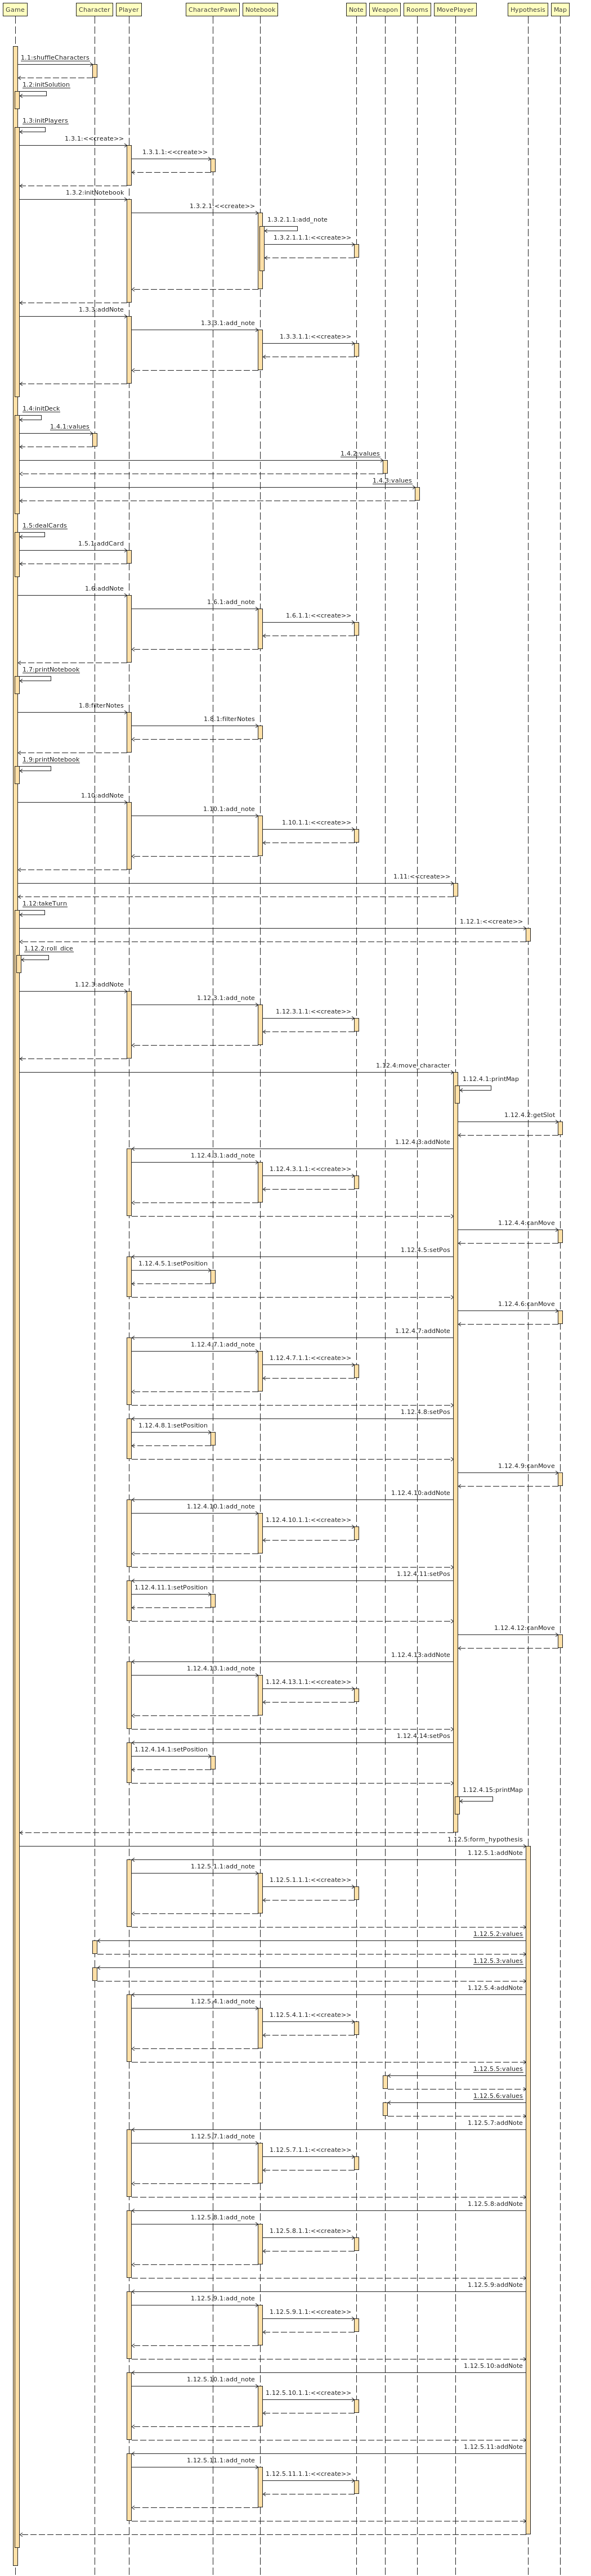 Game Character Player CharacterPawn Notebook Note Weapon Rooms MovePlayer Hypothesis Map
1.1:shuffleCharacters
1.2:initSolution
1.3:initPlayers
1.3.1:<<create>>
1.3.1.1:<<create>>
1.3.2:initNotebook
1.3.2.1:<<create>>
1.3.2.1.1:add_note
1.3.2.1.1.1:<<create>>
1.3.3:addNote
1.3.3.1:add_note
1.3.3.1.1:<<create>>
1.4:initDeck
1.4.1:values
1.4.2:values
1.4.3:values
1.5:dealCards
1.5.1:addCard
1.6:addNote
1.6.1:add_note
1.6.1.1:<<create>>
1.7:printNotebook
1.8:filterNotes
1.8.1:filterNotes
1.9:printNotebook
1.10:addNote
1.10.1:add_note
1.10.1.1:<<create>>
1.11:<<create>>
1.12:takeTurn
1.12.1:<<create>>
1.12.2:roll_dice
1.12.3:addNote
1.12.3.1:add_note
1.12.3.1.1:<<create>>
1.12.4:move_character
1.12.4.1:printMap
1.12.4.2:getSlot
1.12.4.3:addNote
1.12.4.3.1:add_note
1.12.4.3.1.1:<<create>>
1.12.4.4:canMove
1.12.4.5:setPos
1.12.4.5.1:setPosition
1.12.4.6:canMove
1.12.4.7:addNote
1.12.4.7.1:add_note
1.12.4.7.1.1:<<create>>
1.12.4.8:setPos
1.12.4.8.1:setPosition
1.12.4.9:canMove
1.12.4.10:addNote
1.12.4.10.1:add_note
1.12.4.10.1.1:<<create>>
1.12.4.11:setPos
1.12.4.11.1:setPosition
1.12.4.12:canMove
1.12.4.13:addNote
1.12.4.13.1:add_note
1.12.4.13.1.1:<<create>>
1.12.4.14:setPos
1.12.4.14.1:setPosition
1.12.4.15:printMap
1.12.5:form_hypothesis
1.12.5.1:addNote
1.12.5.1.1:add_note
1.12.5.1.1.1:<<create>>
1.12.5.2:values
1.12.5.3:values
1.12.5.4:addNote
1.12.5.4.1:add_note
1.12.5.4.1.1:<<create>>
1.12.5.5:values
1.12.5.6:values
1.12.5.7:addNote
1.12.5.7.1:add_note
1.12.5.7.1.1:<<create>>
1.12.5.8:addNote
1.12.5.8.1:add_note
1.12.5.8.1.1:<<create>>
1.12.5.9:addNote
1.12.5.9.1:add_note
1.12.5.9.1.1:<<create>>
1.12.5.10:addNote
1.12.5.10.1:add_note
1.12.5.10.1.1:<<create>>
1.12.5.11:addNote
1.12.5.11.1:add_note
1.12.5.11.1.1:<<create>>